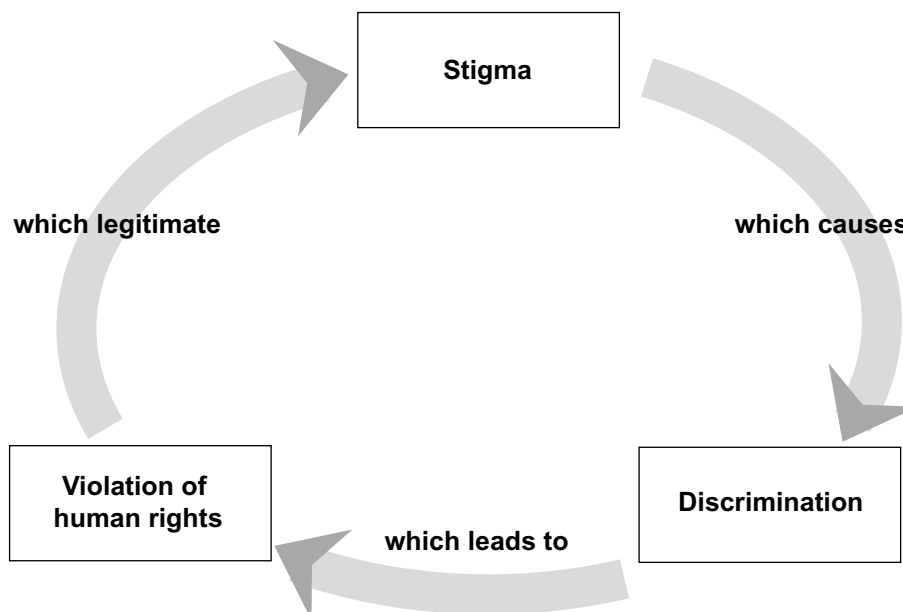 Stigma
which legitimate
which causes
Violation of
human rights
Discrimination
which leads to